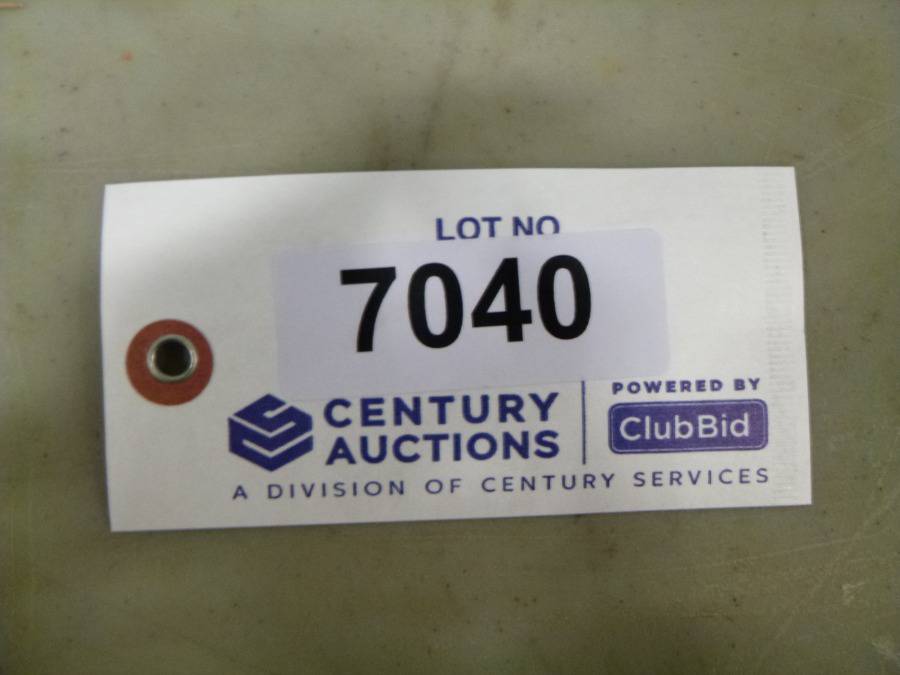 LOT NO
7040
CENTURY
AUCTIONS
POWERED BY
ClubBid
A DIVISION OF CENTURY SERVICES